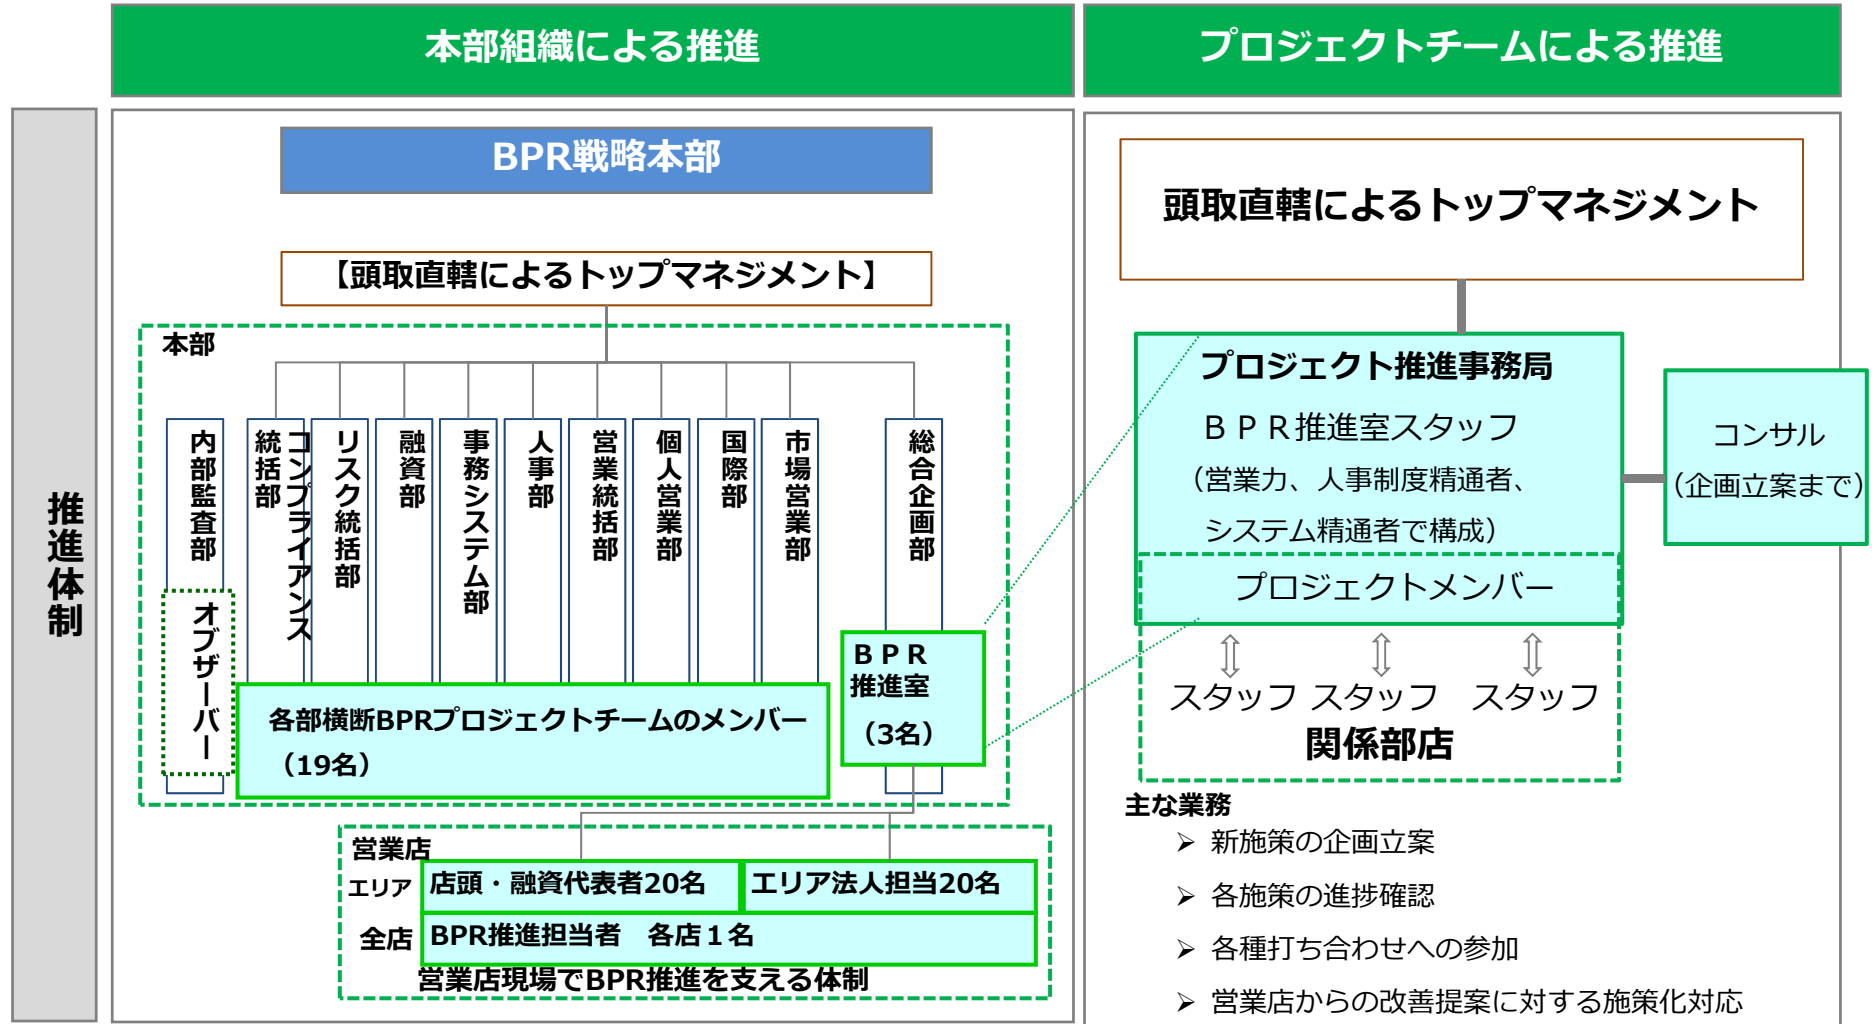 本部組織による推進
プロジェクトチームによる推進
推進体制
BPR戦略本部
【頭取直轄によるトップマネジメント】
本部
内部監査部
オブザーバー
コンプライアンス
統括部
リスク統括部
融資部
事務システム部
人事部
営業統括部
個人営業部
国際部
市場営業部
総合企画部
各部横断BPRプロジェクトチームのメンバー
（19名）
ＢＰＲ
推進室
（3名）
営業店
エリア
店頭・融資代表者20名
エリア法人担当20名
全店
BPR推進担当者　各店１名
営業店現場でBPR推進を支える体制
頭取直轄によるトップマネジメント
プロジェクト推進事務局
ＢＰＲ推進室スタッフ
（営業力、人事制度精通者、
システム精通者で構成）
プロジェクトメンバー
コンサル
（企画立案まで）
スタッフ スタッフ スタッフ
関係部店
主な業務
➢ 新施策の企画立案
➢ 各施策の進捗確認
➢ 各種打ち合わせへの参加
➢ 営業店からの改善提案に対する施策化対応